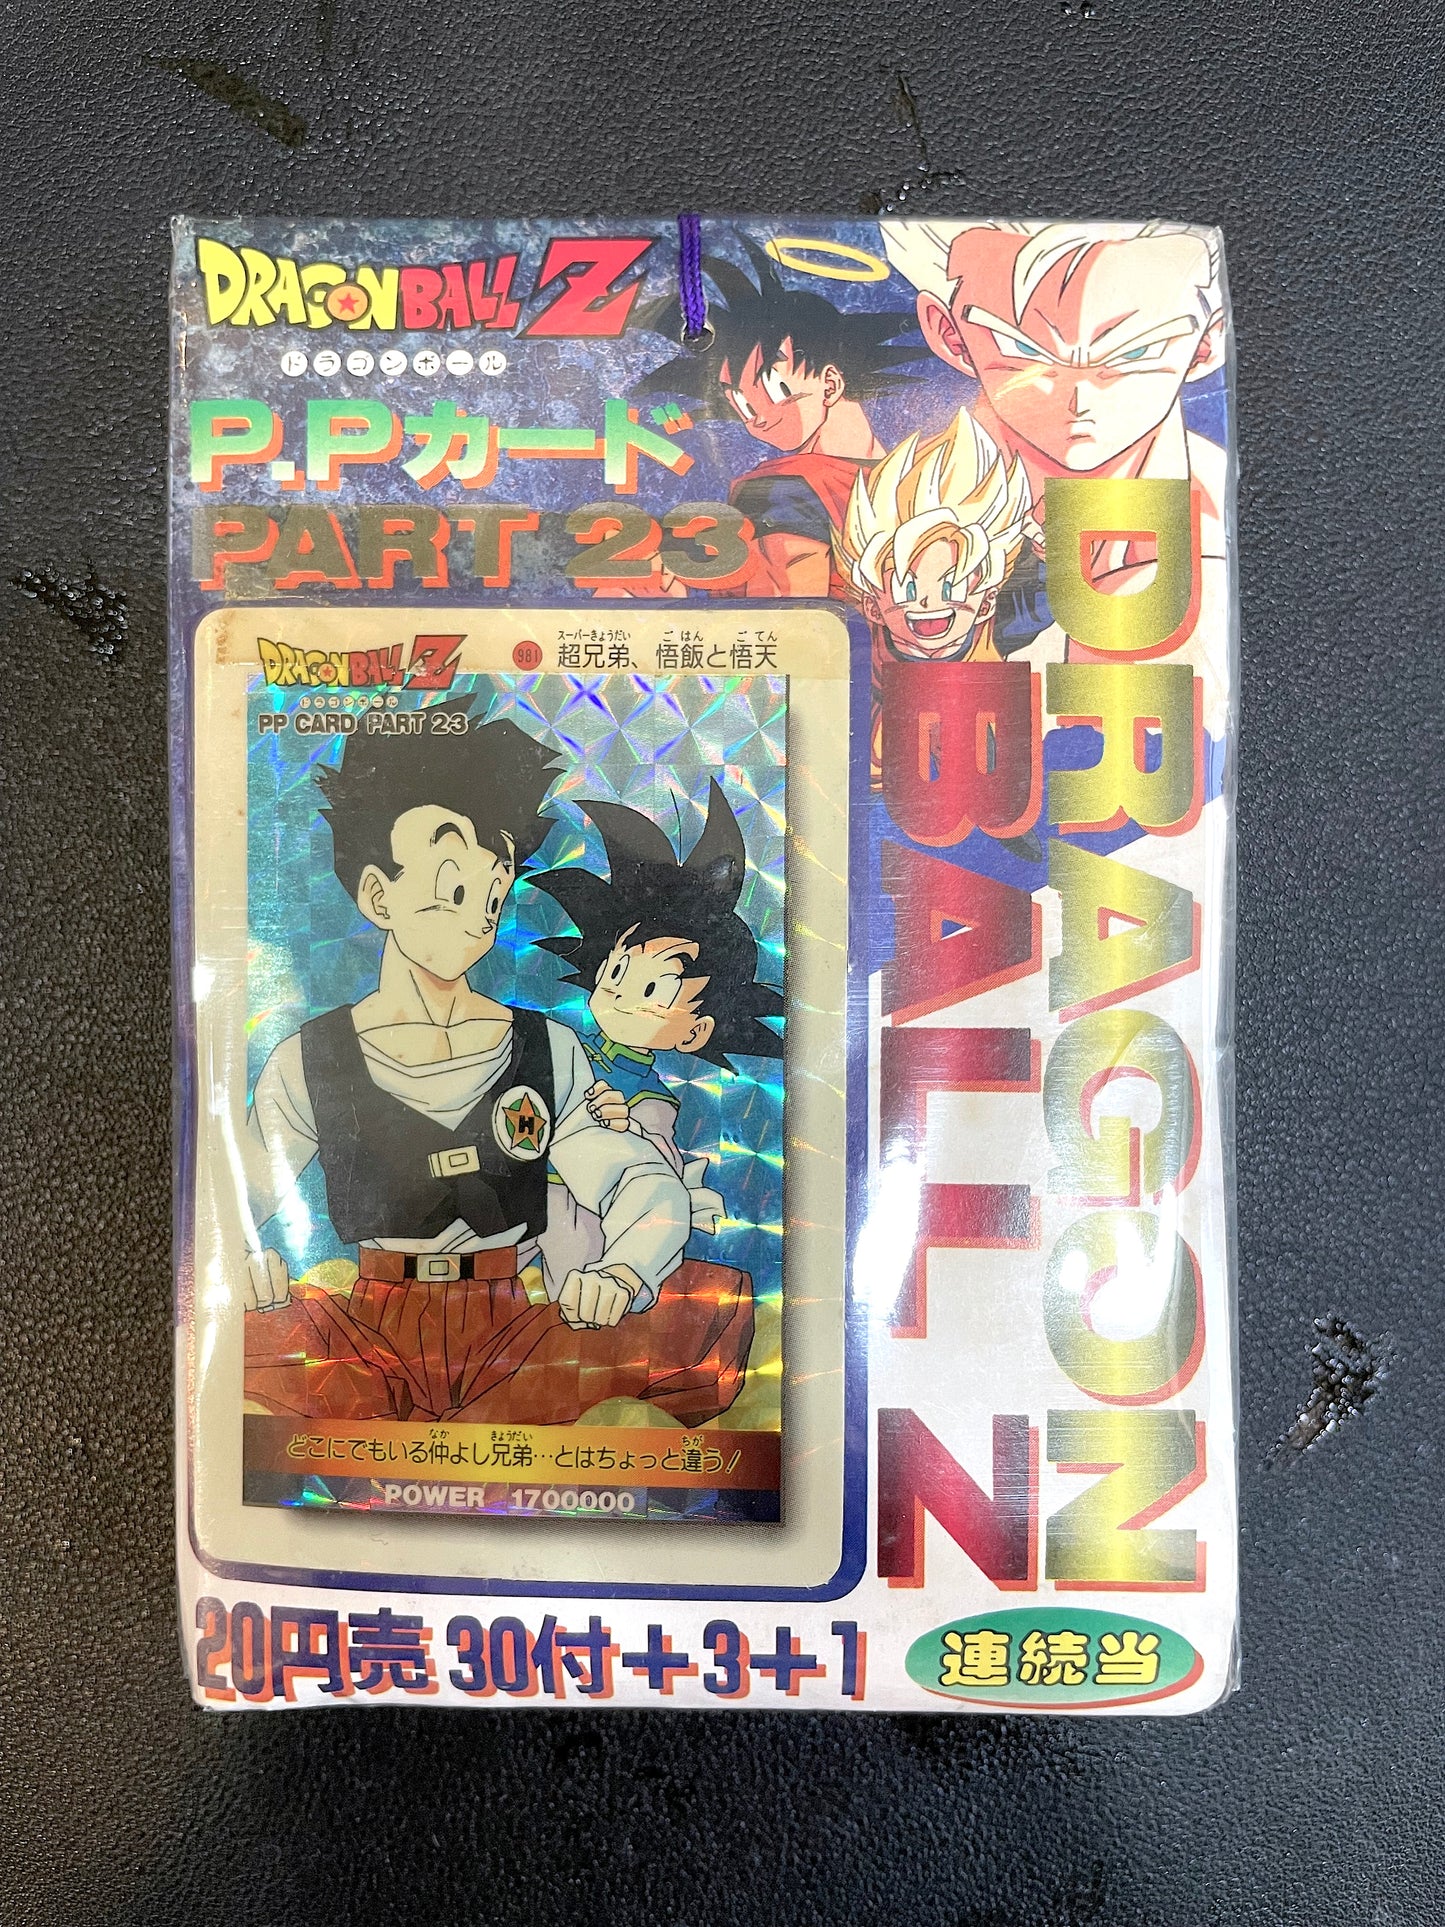 DRAGON BALL Z
ドラゴンボール
P.Pカード
PART 23
DRAGON
BALL Z
DRAGON BALL Z
ドラゴンボール
PP CARD PART 23
981
スーパーきょうだい ごはん ごてん
超兄弟、悟飯と悟天
H
なか きょうだい ちが
どこにでもいる仲よし兄弟…とはちょっと違う!
POWER 1700000
20円売 30付+3+1
連続当